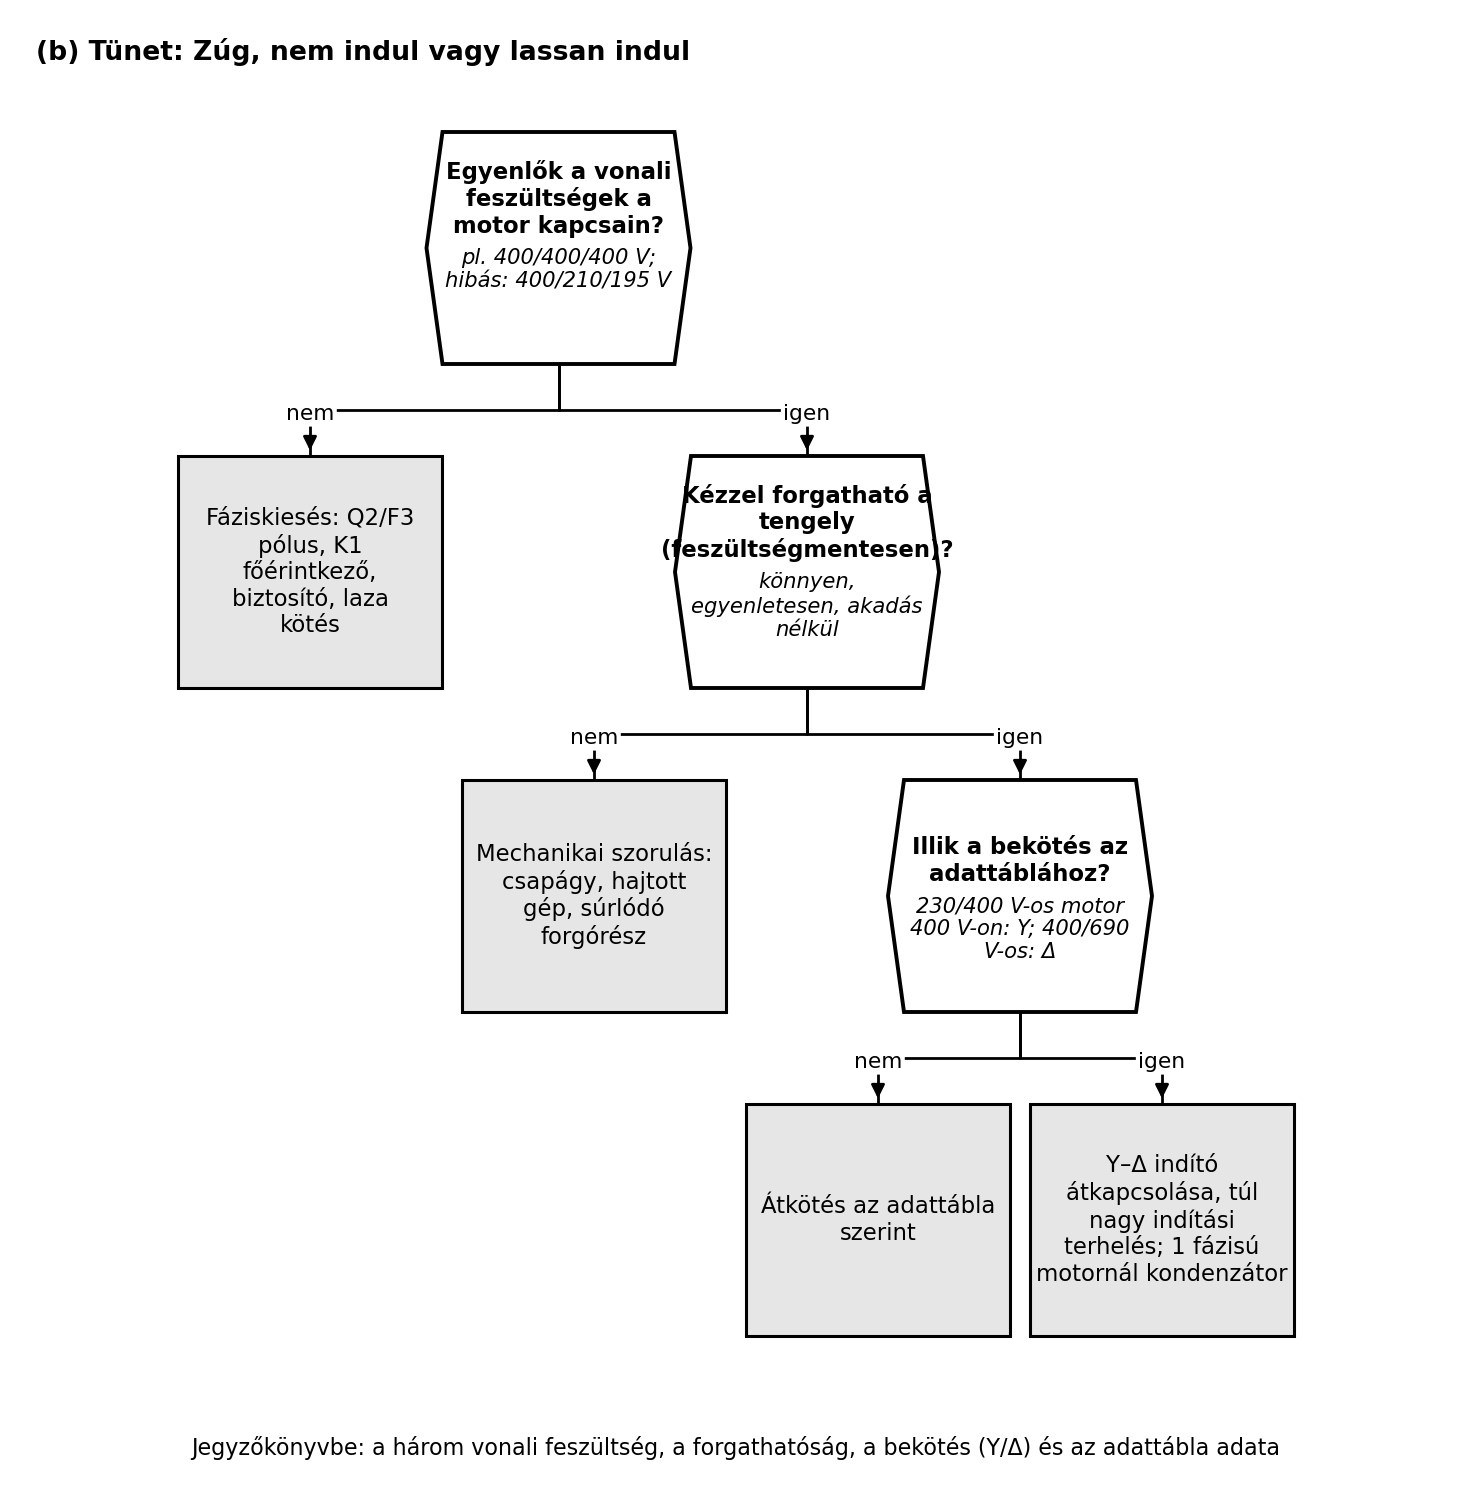 (b) Tünet: Zúg, nem indul vagy lassan indul
Egyenlők a vonali
feszültségek a
motor kapcsain?
pl. 400/400/400 V;
hibás: 400/210/195 V
nem
igen
Fáziskiesés: Q2/F3
pólus, K1
főérintkező,
biztosító, laza
kötés
Kézzel forgatható a
tengely
(feszültségmentesen)?
könnyen,
egyenletesen, akadás
nélkül
nem
igen
Mechanikai szorulás:
csapágy, hajtott
gép, súrlódó
forgórész
Illik a bekötés az
adattáblához?
230/400 V-os motor
400 V-on: Y; 400/690
V-os: Δ
nem
igen
Átkötés az adattábla
szerint
Y–Δ indító
átkapcsolása, túl
nagy indítási
terhelés; 1 fázisú
motornál kondenzátor
Jegyzőkönyvbe: a három vonali feszültség, a forgathatóság, a bekötés (Y/Δ) és az adattábla adata